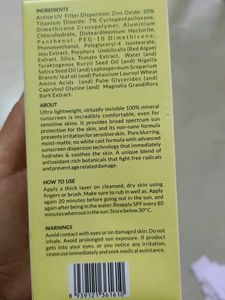 INGREDIENTS
Active UV Filter Dispersion: Zinc Oxide: 20%
Titanium Dioxide: 7% Cyclopentasiloxane,
Dimethicone Crosspolymer, Aluminium
Chlorohydrate, Disteardimonium Hectorite,
Panthenol, PEG-10 Dimethicone,
Phenoxyethanol, Polyglyceryl-4 Isostearate,
Jeju Extract, Porphyra Umbilicalis (Red Algae)
Extract, Silica, Tomato Extract, Water (and)
Taraktogenos Kurzii Seed Oil (and) Nigella
Sativa Seed Oil (and) Leptospermum Scoparium
Branch/ leaf oil (and) Potassium Lauroyl Wheat
Amino Acids (and) Palm Glycerides (and)
Capryloyl Glycine (and) Magnolia Grandiflora
Bark Extract
ABOUT
Ultra-lightweight, virtually invisible 100% mineral
sunscreen is incredibly comfortable, even for
sensitive skins. It provides broad spectrum sun
protection for the skin, and its non-nano formula
prevents irritation for sensitive skin. Pore blurring,
moist-matte, no white cast formula with advanced
sunscreen dispersion technology that immediately
hydrates & soothes the skin. A unique blend of
antioxidant-rich botanicals that fight free radicals
and prevent age related damage.
HOW TO USE
Apply a thick layer on cleansed, dry skin using
fingers or brush. Make sure to rub in well as. Apply
again 20 minutes before going out in the sun, and
again after being in the water. Reapply SPF every 60
minutes when out in the sun. Store below 30° C.
WARNINGS
Avoid contact with eyes or on damaged skin. Do not
inhale. Avoid prolonged sun exposure. If product
gets into your eyes, or you notice any irritation,
cease use immediately and seek medical assistance.
8 939121 361610